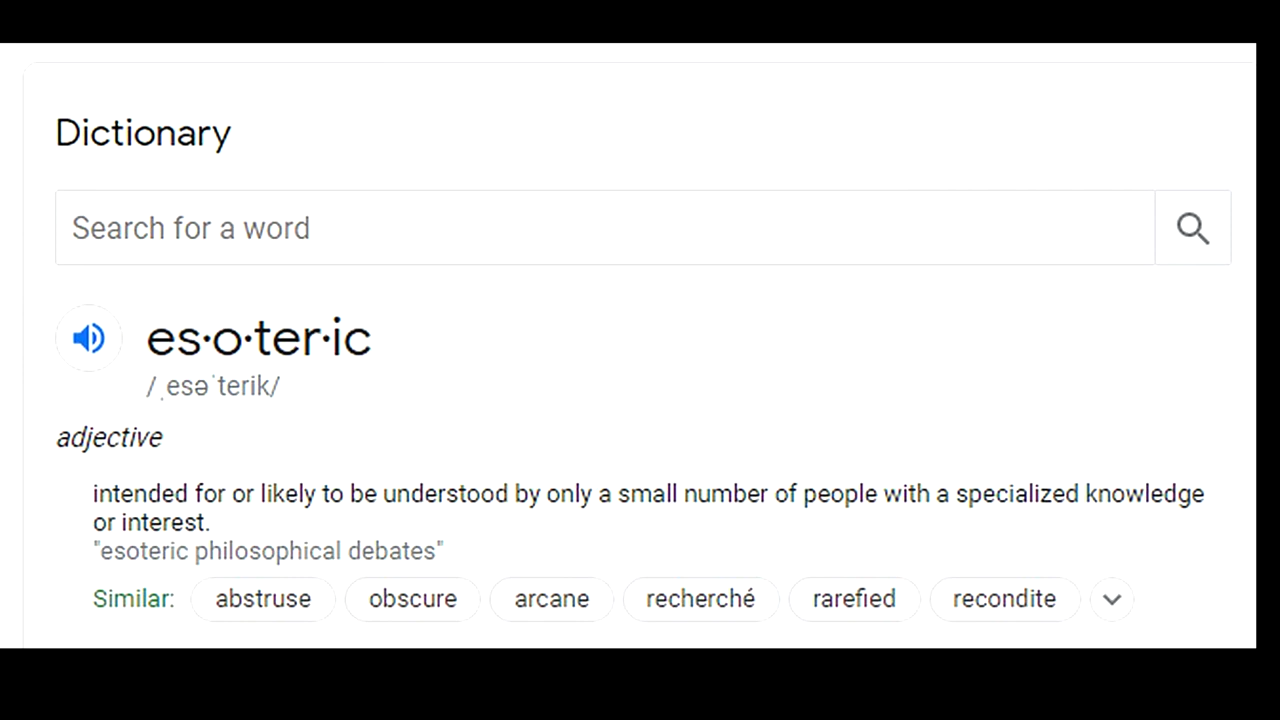 Dictionary
Search for a word
es·o·ter·ic
/ˌesəˈterik/
adjective
intended for or likely to be understood by only a small number of people with a specialized knowledge
or interest.
"esoteric philosophical debates"
Similar: abstruse obscure arcane recherché rarefied recondite